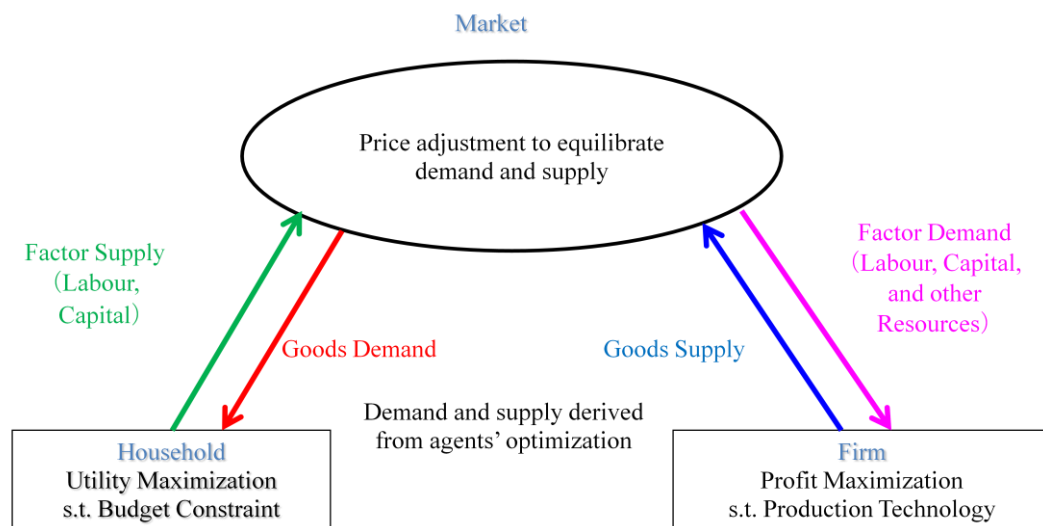 Market
Price adjustment to equilibrate
demand and supply
Factor Supply
（Labour,
Capital）
Factor Demand
（Labour, Capital,
and other
Resources）
Goods Demand
Goods Supply
Demand and supply derived
from agents’ optimization
Household
Utility Maximization
s.t. Budget Constraint
Firm
Profit Maximization
s.t. Production Technology